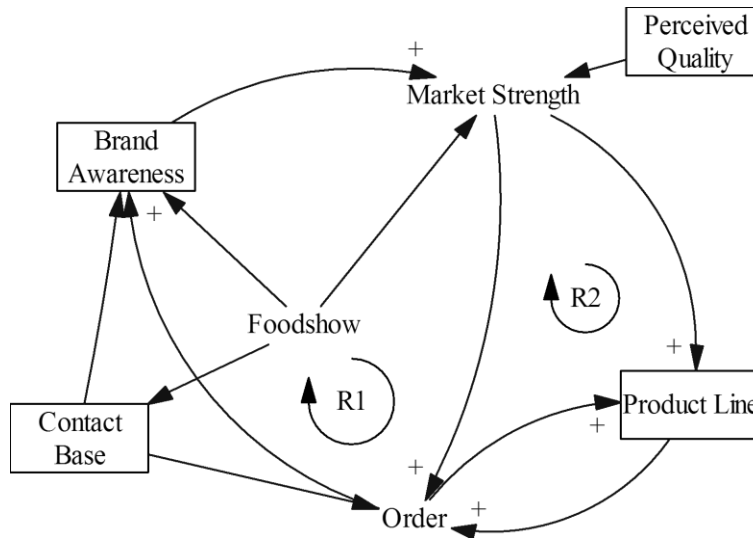 Perceived
Quality
+
Market Strength
Brand
Awareness
+
R2
Foodshow
+
Product Line
R1
+
Contact
Base
+
+
Order